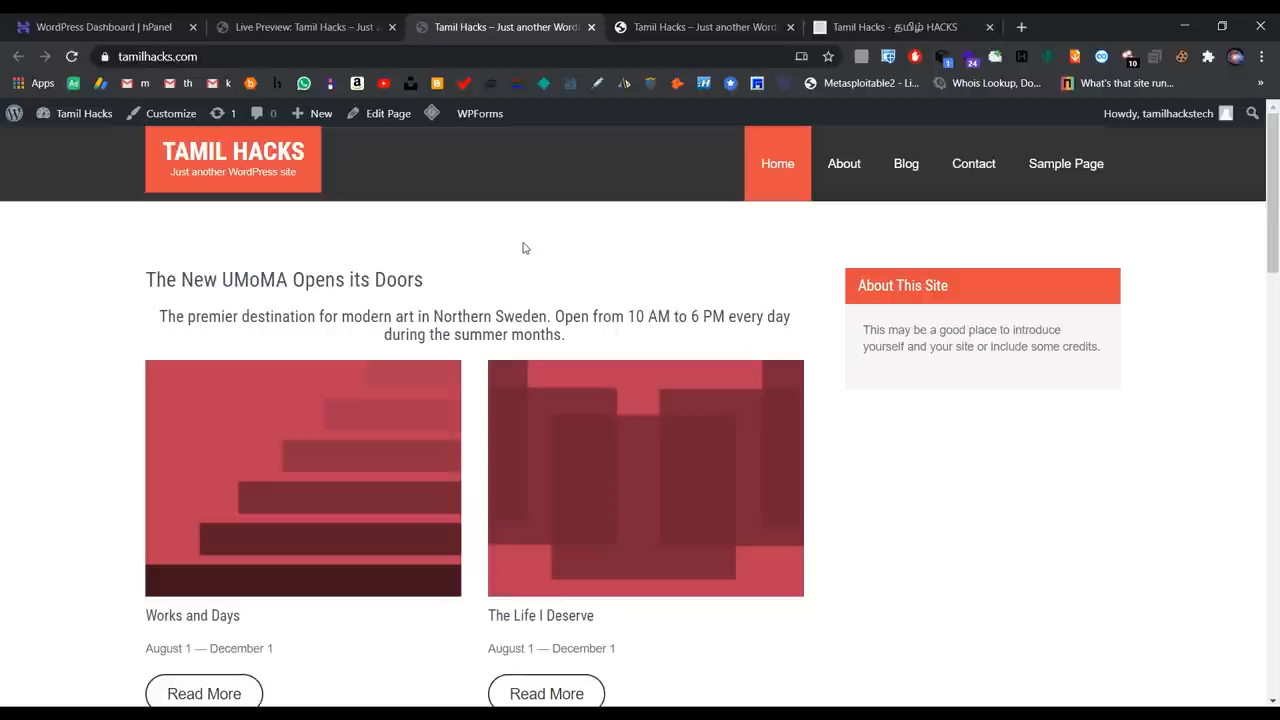 WordPress Dashboard | hPanel
Live Preview: Tamil Hacks – Just
Tamil Hacks – Just another Word
Tamil Hacks – Just another Word
Tamil Hacks - தமிழ் HACKS
tamilhacks.com
Apps
m
th
k
Metasploitable2 - Li...
Whois Lookup, Do...
What's that site run...
Tamil Hacks
Customize
1
0
New
Edit Page
WPForms
Howdy, tamilhackstech
TAMIL HACKS
Just another WordPress site
Home
About
Blog
Contact
Sample Page
The New UMoMA Opens its Doors
The premier destination for modern art in Northern Sweden. Open from 10 AM to 6 PM every day
during the summer months.
Works and Days
August 1 — December 1
Read More
The Life I Deserve
August 1 — December 1
Read More
About This Site
This may be a good place to introduce
yourself and your site or include some credits.